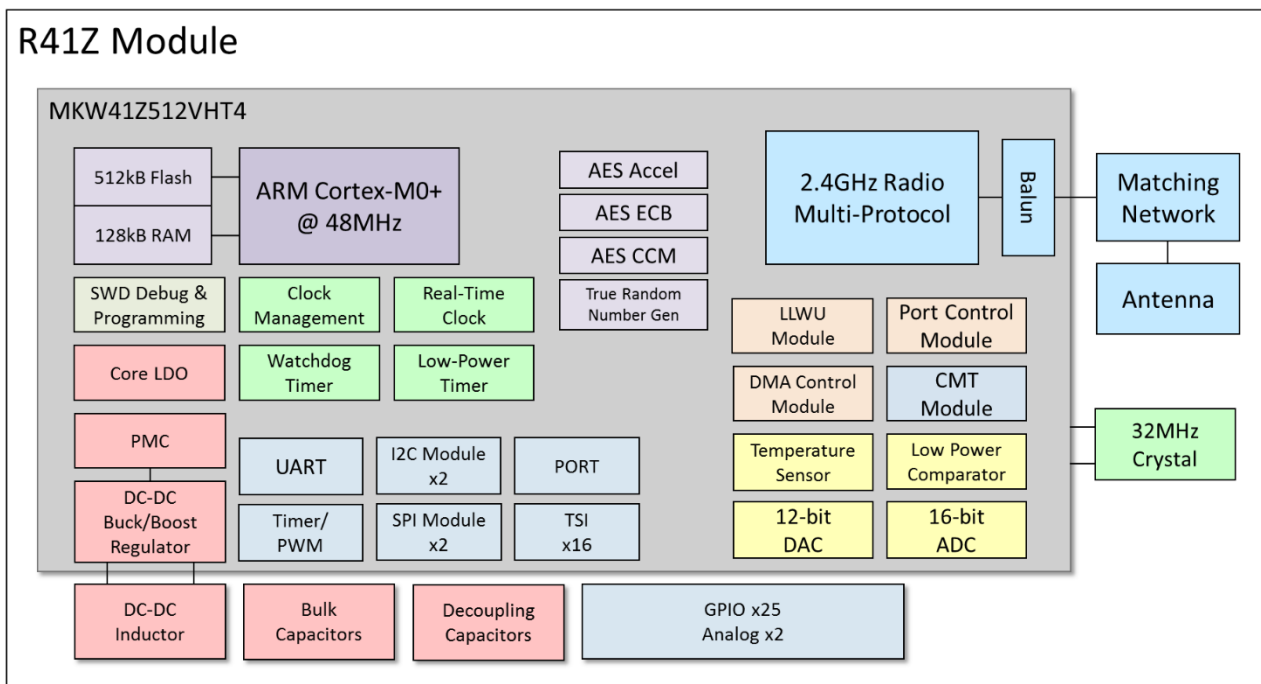 R41Z Module
MKW41Z512VHT4
512kB Flash
128kB RAM
ARM Cortex-M0+
@ 48MHz
AES Accel
AES ECB
AES CCM
True Random
Number Gen
2.4GHz Radio
Multi-Protocol
Balun
Matching
Network
Antenna
SWD Debug &
Programming
Clock
Management
Real-Time
Clock
Core LDO
Watchdog
Timer
Low-Power
Timer
LLWU
Module
Port Control
Module
DMA Control
Module
CMT
Module
32MHz
Crystal
PMC
UART
I2C Module
x2
PORT
Temperature
Sensor
Low Power
Comparator
DC-DC
Buck/Boost
Regulator
Timer/
PWM
SPI Module
x2
TSI
x16
12-bit
DAC
16-bit
ADC
DC-DC
Inductor
Bulk
Capacitors
Decoupling
Capacitors
GPIO x25
Analog x2